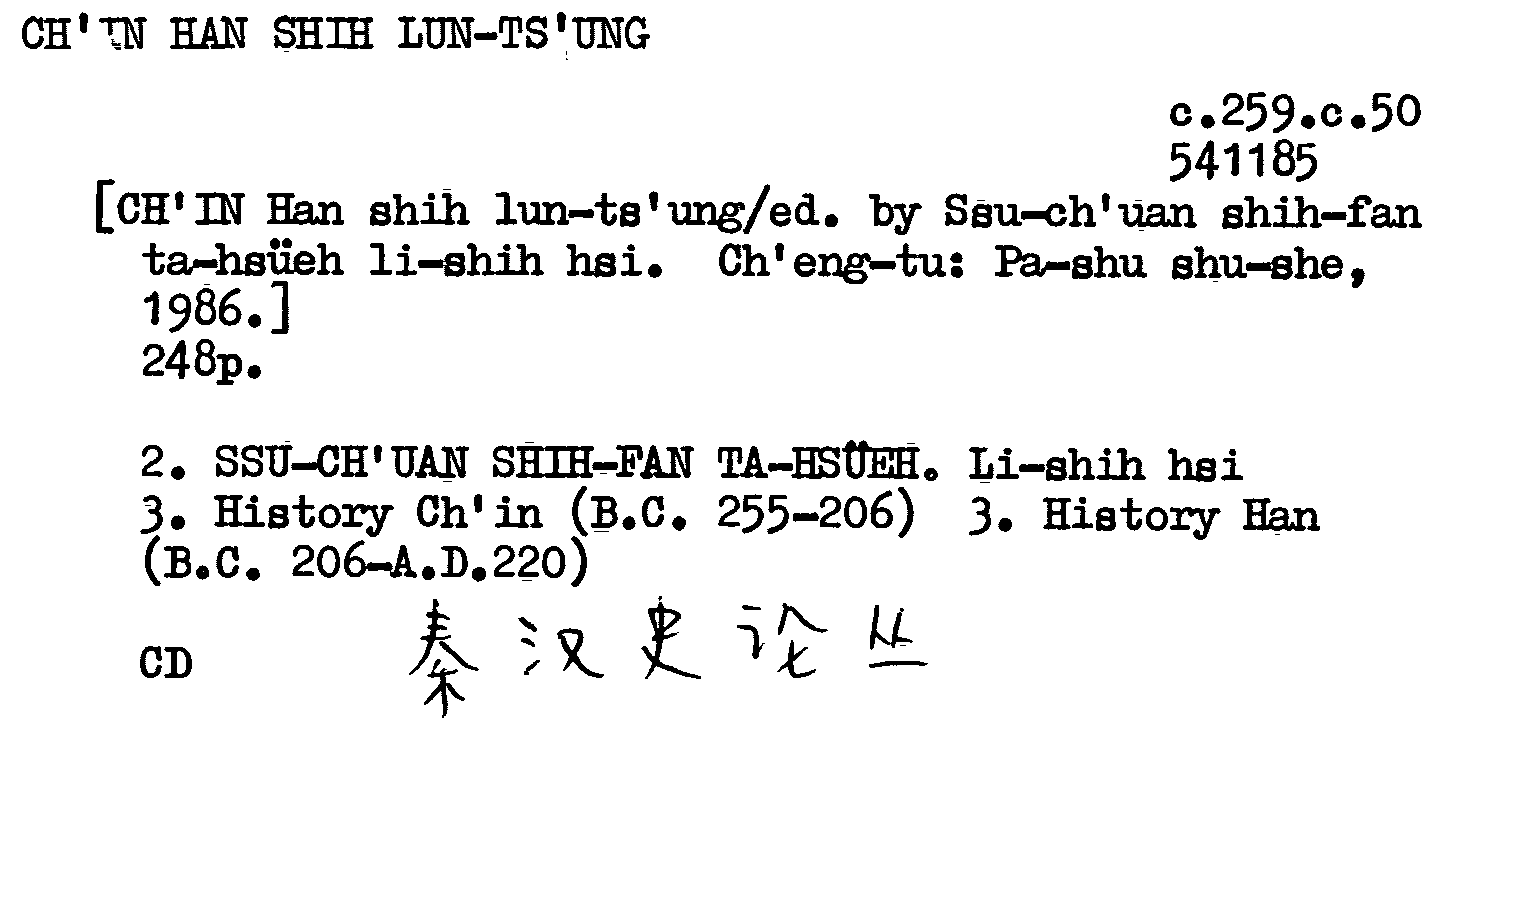 CH'IN HAN SHIH LUN-TS'UNG
c.259.c.50
541185
[CH'IN Han shih lun-ts'ung/ed. by Ssu-ch'uan shih-fan
ta-hsüeh li-shih hsi. Ch'eng-tu: Pa-shu shu-she,
1986.]
248p.
2. SSU-CH'UAN SHIH-FAN TA-HSÜEH. Li-shih hsi
3. History Ch'in (B.C. 255-206) 3. History Han
(B.C. 206-A.D.220)
CD 秦汉史论丛